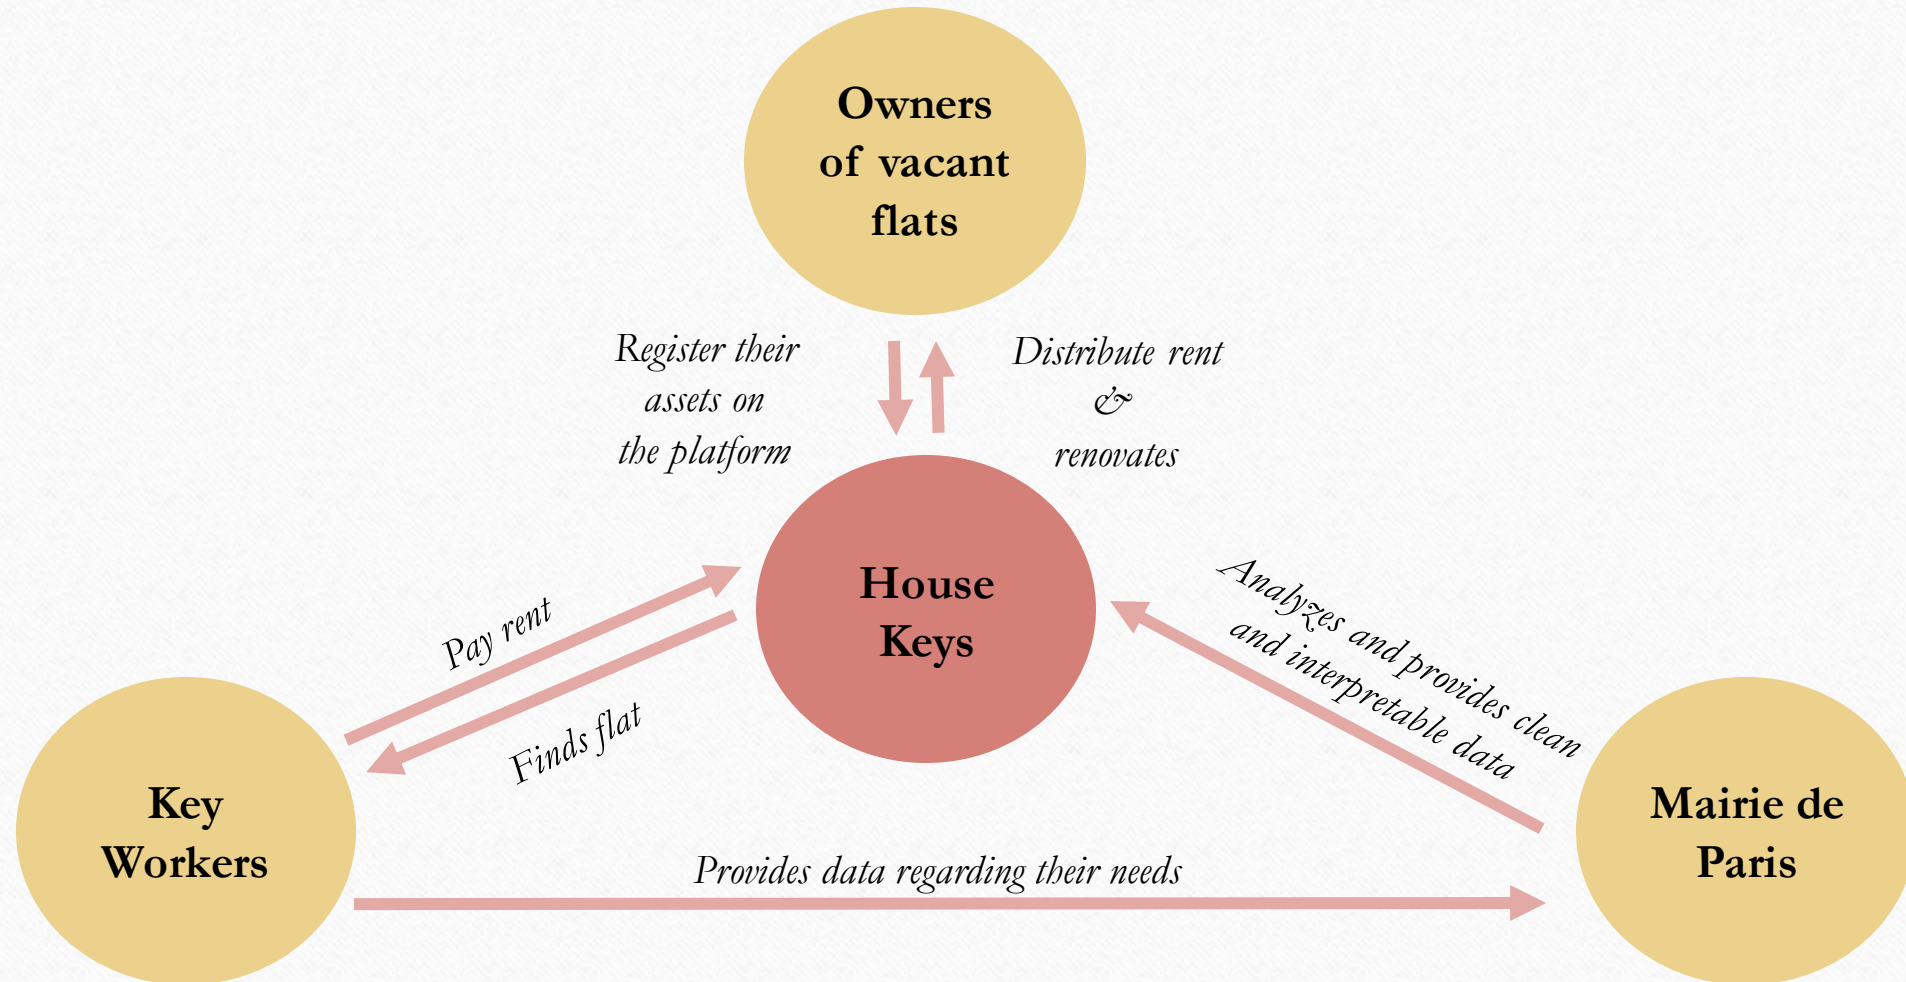 Owners
of vacant
flats
Register their
assets on
the platform
Distribute rent
&
renovates
House
Keys
Analyzes and provides clean
and interpretable data
Pay rent
Finds flat
Key
Workers
Provides data regarding their needs
Mairie de
Paris